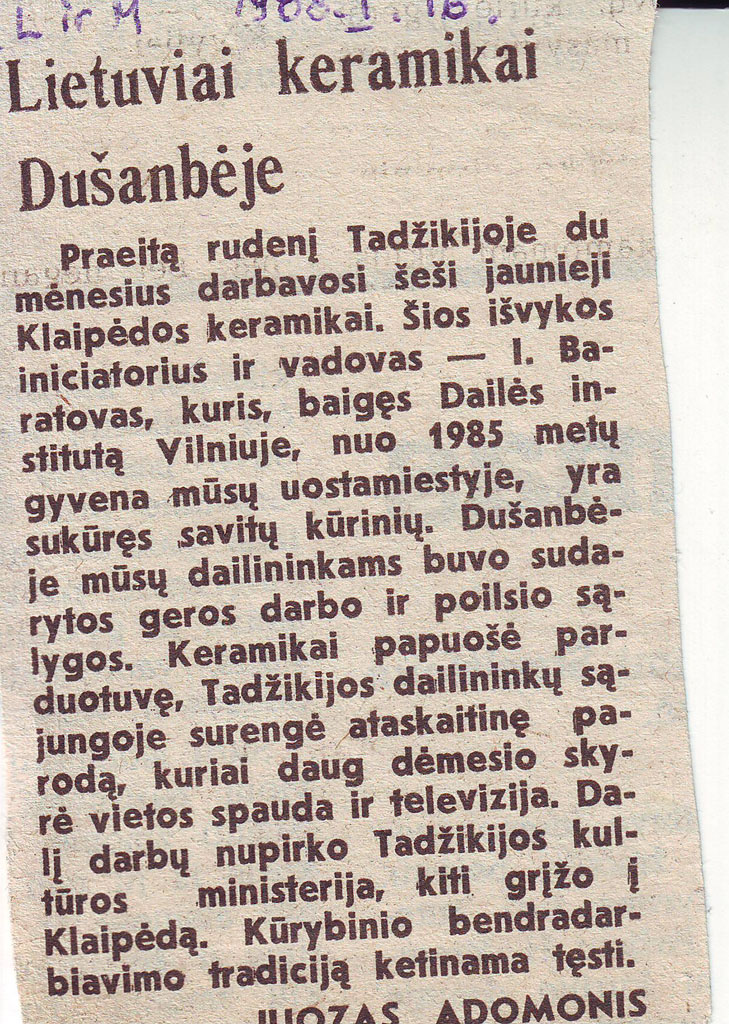 L ir M 1988.I.16.
Lietuviai keramikai
Dušanbėje
Praeitą rudenį Tadžikijoje du
mėnesius darbavosi šeši jaunieji
Klaipėdos keramikai. Šios išvykos
iniciatorius ir vadovas — I. Ba-
ratovas, kuris, baigęs Dailės in-
stitutą Vilniuje, nuo 1985 metų
gyvena mūsų uostamiestyje, yra
sukūręs savitų kūrinių. Dušanbė-
je mūsų dailininkams buvo suda-
rytos geros darbo ir poilsio są-
lygos. Keramikai papuošė par-
duotuvę, Tadžikijos dailininkų są-
jungoje surengė ataskaitinę pa-
rodą, kuriai daug dėmesio sky-
rė vietos spauda ir televizija. Da-
lį darbų nupirko Tadžikijos kul-
tūros ministerija, kiti grįžo į
Klaipėdą. Kūrybinio bendradar-
biavimo tradiciją ketinama tęsti.
JUOZAS ADOMONIS